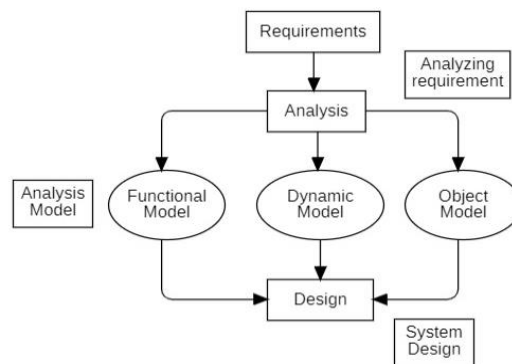 Requirements
Analyzing
requirement
Analysis
Analysis
Model
Functional
Model
Dynamic
Model
Object
Model
Design
System
Design